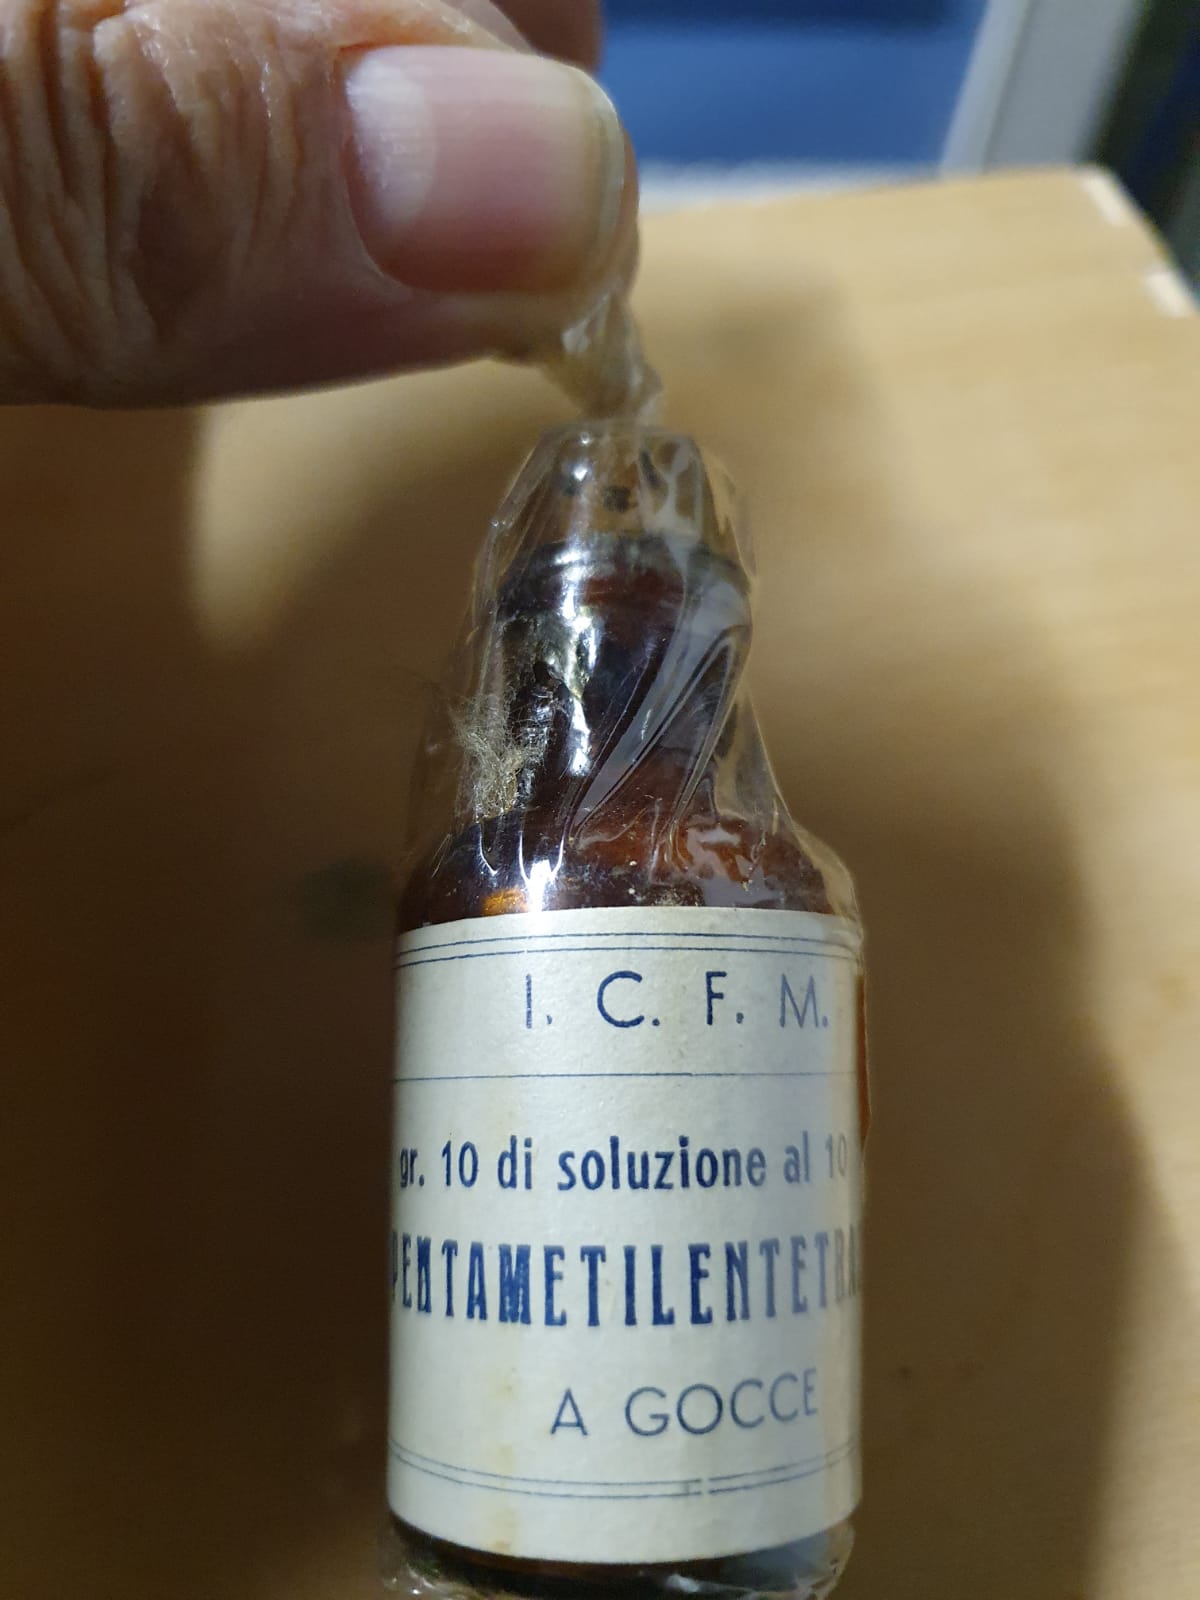 I. C. F. M.
gr. 10 di soluzione al 10
PENTAMETILENTETRA
A GOCCE